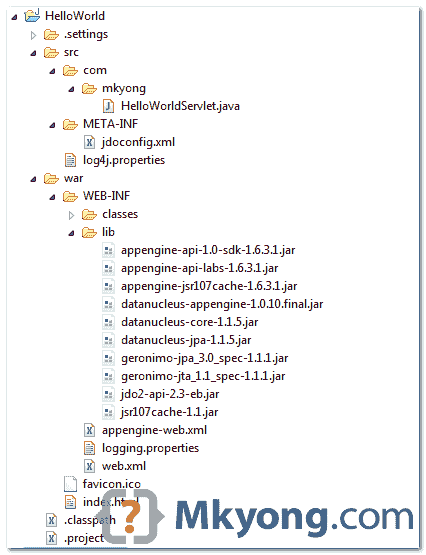 HelloWorld
.settings
src
com
mkyong
HelloWorldServlet.java
META-INF
jdoconfig.xml
log4j.properties
war
WEB-INF
classes
lib
appengine-api-1.0-sdk-1.6.3.1.jar
appengine-api-labs-1.6.3.1.jar
appengine-jsr107cache-1.6.3.1.jar
datanucleus-appengine-1.0.10.final.jar
datanucleus-core-1.1.5.jar
datanucleus-jpa-1.1.5.jar
geronimo-jpa_3.0_spec-1.1.1.jar
geronimo-jta_1.1_spec-1.1.1.jar
jdo2-api-2.3-eb.jar
jsr107cache-1.1.jar
appengine-web.xml
logging.properties
web.xml
favicon.ico
index.html
.classpath
.project
{?} Mkyong.com